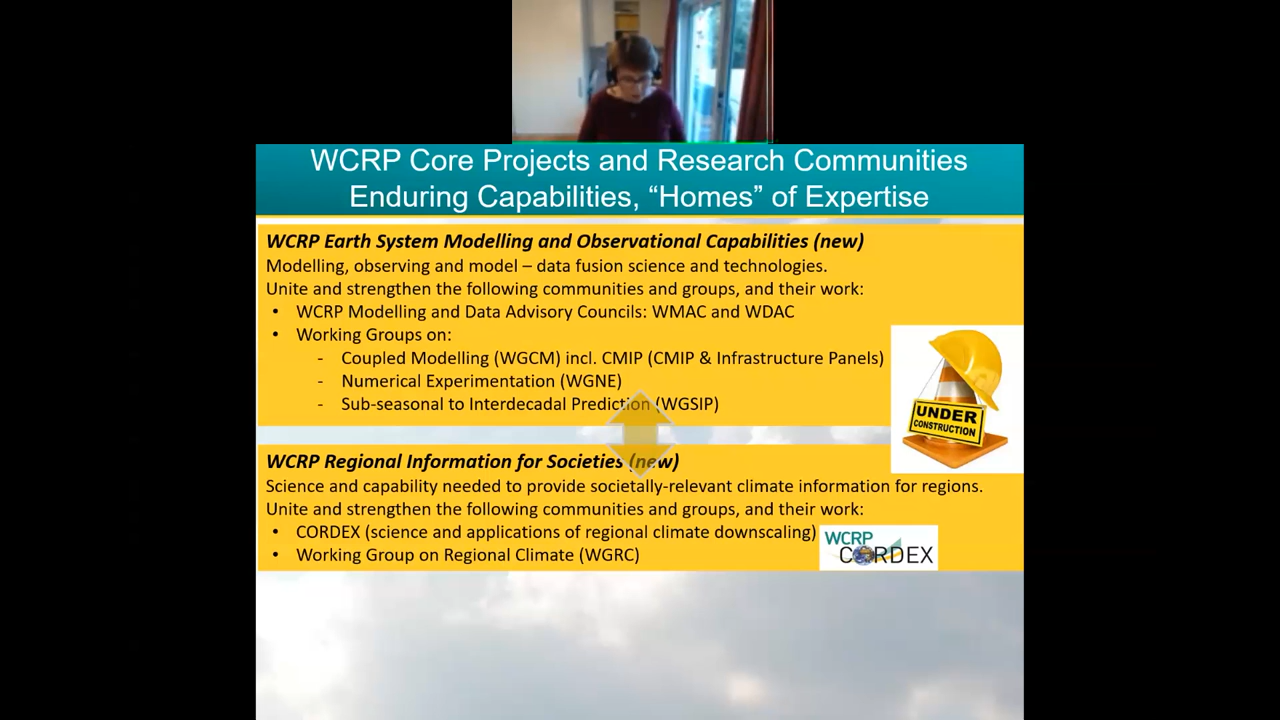 WCRP Core Projects and Research Communities
Enduring Capabilities, “Homes” of Expertise
WCRP Earth System Modelling and Observational Capabilities (new)
Modelling, observing and model – data fusion science and technologies.
Unite and strengthen the following communities and groups, and their work:
• WCRP Modelling and Data Advisory Councils: WMAC and WDAC
• Working Groups on:
- Coupled Modelling (WGCM) incl. CMIP (CMIP & Infrastructure Panels)
- Numerical Experimentation (WGNE)
- Sub-seasonal to Interdecadal Prediction (WGSIP)
UNDER
CONSTRUCTION
WCRP Regional Information for Societies (new)
Science and capability needed to provide societally-relevant climate information for regions.
Unite and strengthen the following communities and groups, and their work:
• CORDEX (science and applications of regional climate downscaling)
• Working Group on Regional Climate (WGRC)
WCRP
CORDEX